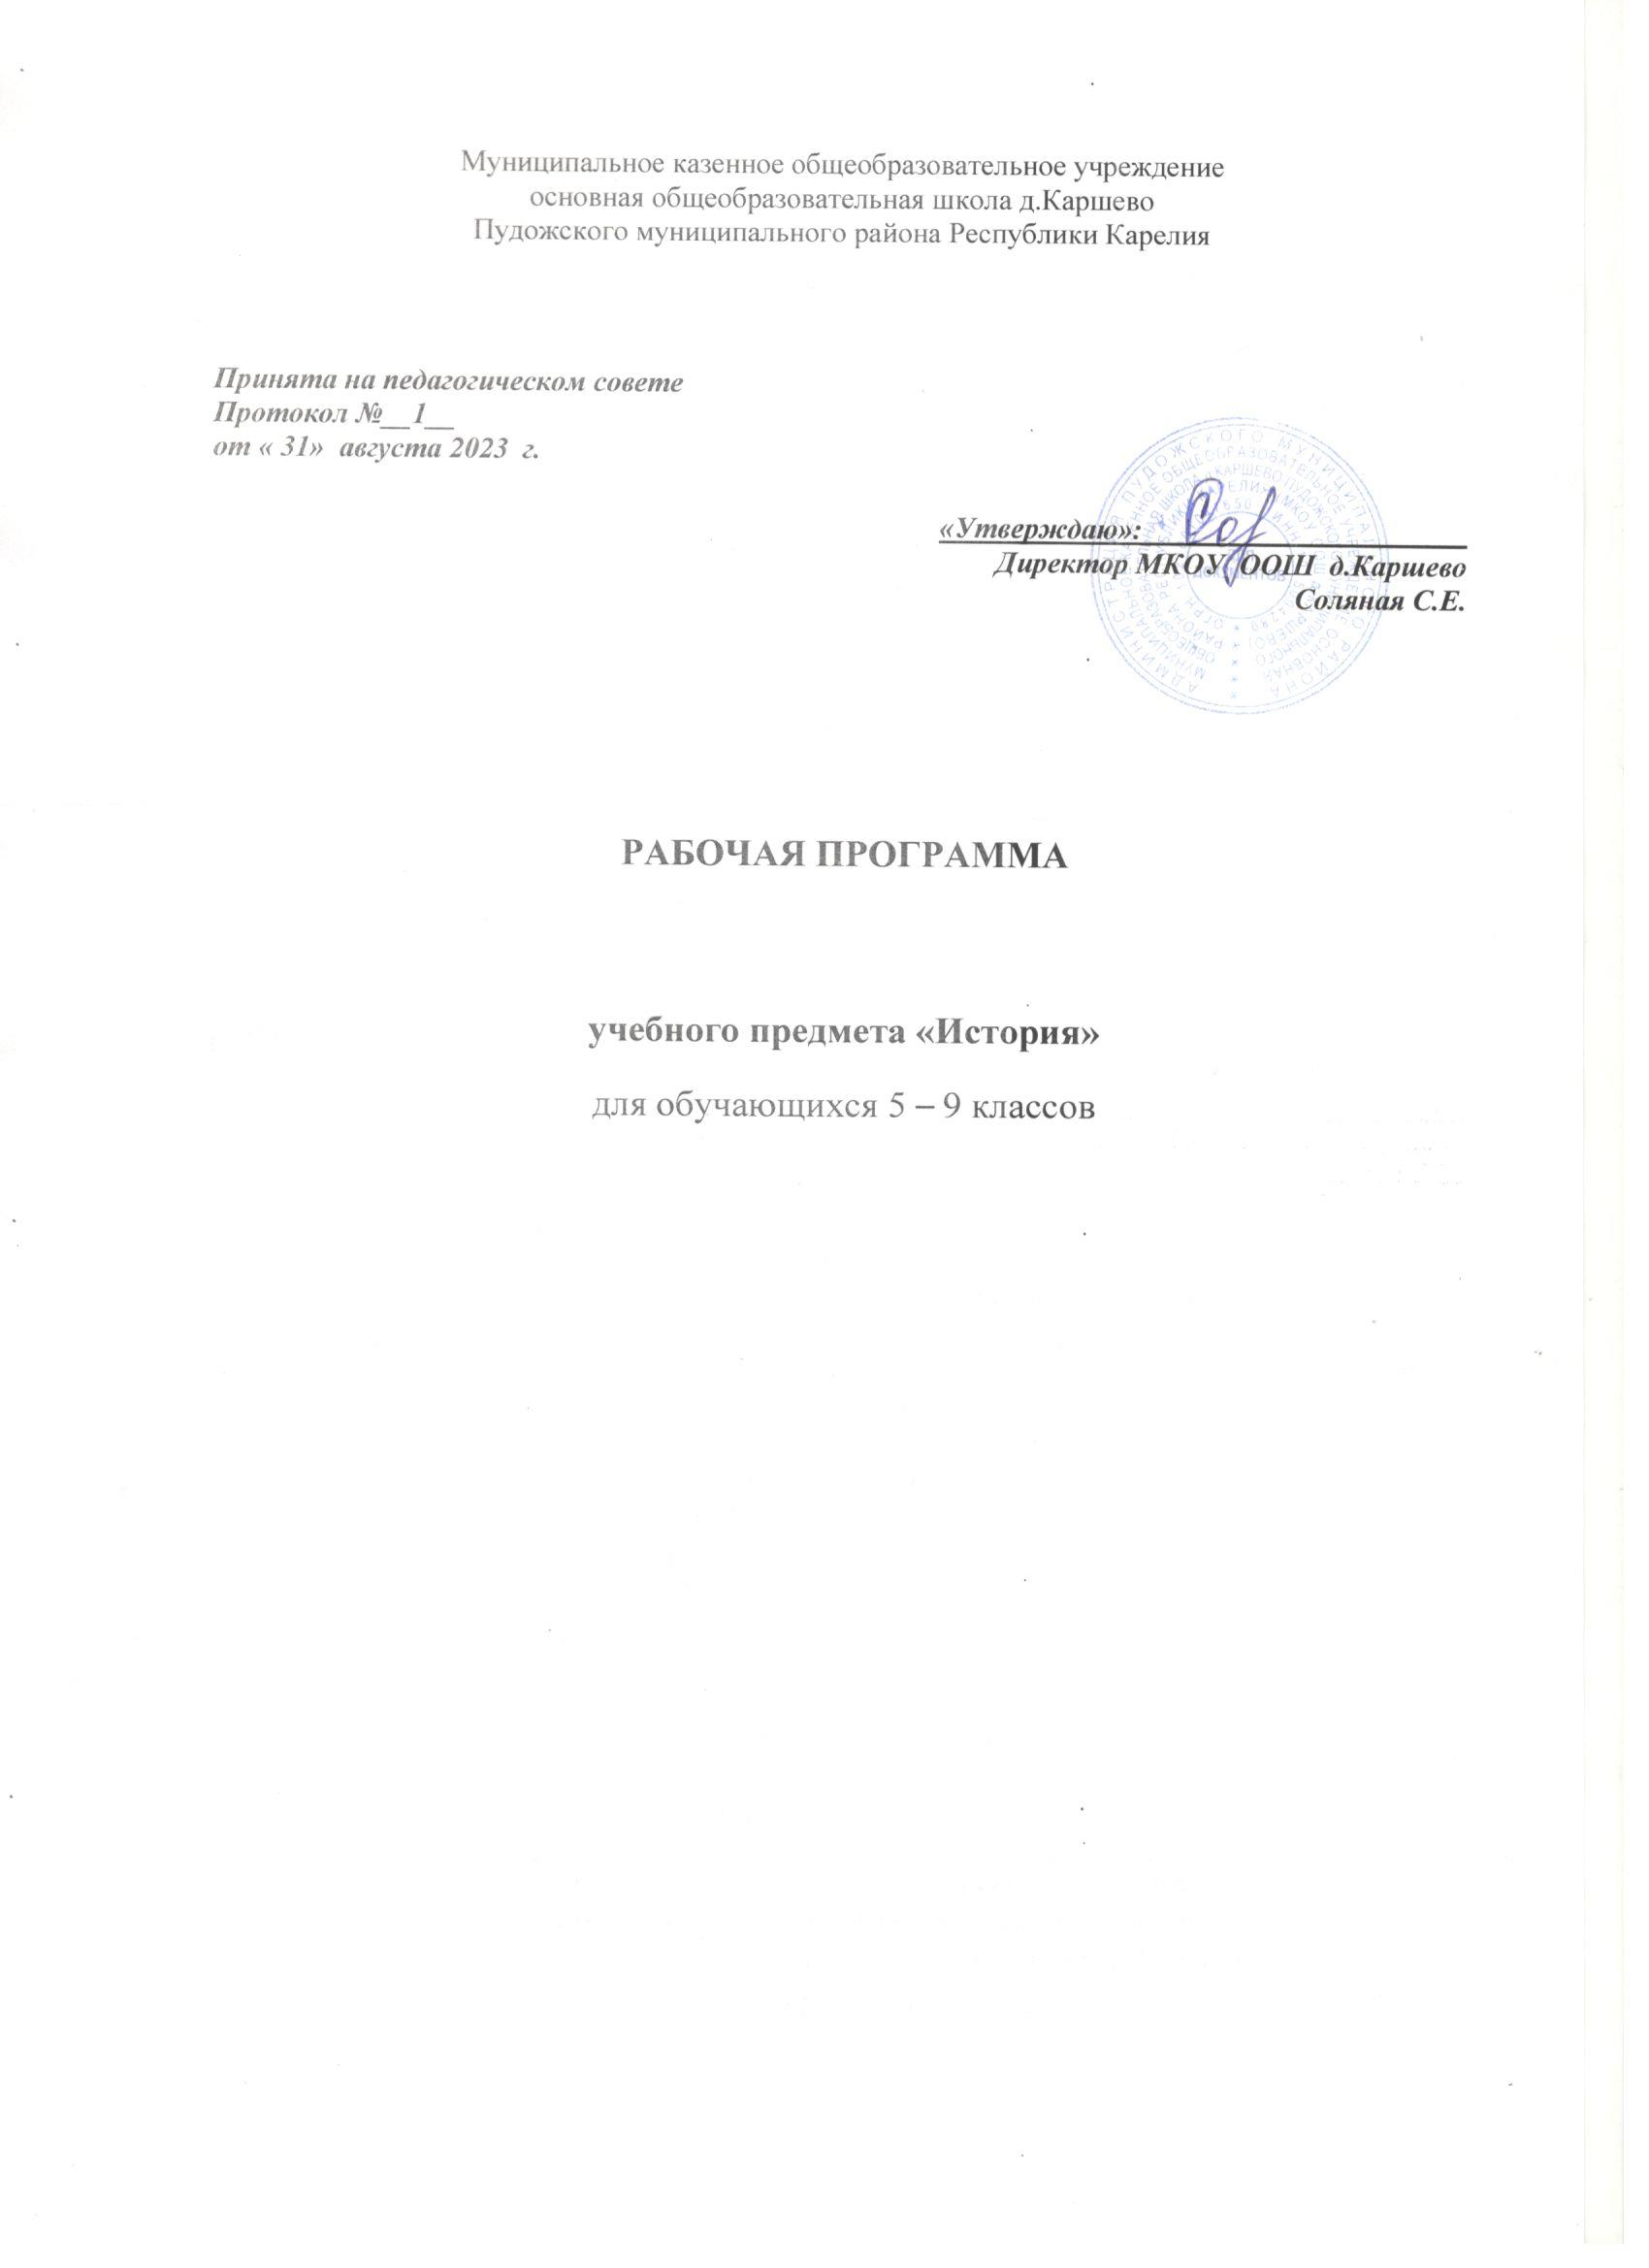 Муниципальное казенное общеобразовательное учреждение
основная общеобразовательная школа д.Каршево
Пудожского муниципального района Республики Карелия
Принята на педагогическом совете
Протокол №__1__
от « 31»  августа 2023  г.
«Утверждаю»:
Директор МКОУ ООШ  д.Каршево
Соляная С.Е.
РАБОЧАЯ ПРОГРАММА
учебного предмета «История»
для обучающихся 5 – 9 классов